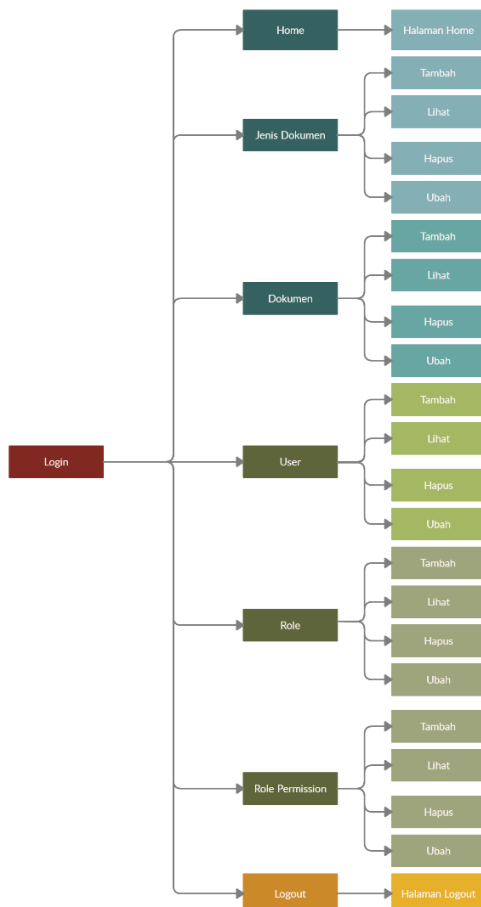 Home
Halaman Home
Jenis Dokumen
Tambah
Lihat
Hapus
Ubah
Dokumen
Tambah
Lihat
Hapus
Ubah
Login
User
Tambah
Lihat
Hapus
Ubah
Role
Tambah
Lihat
Hapus
Ubah
Role Permission
Tambah
Lihat
Hapus
Ubah
Logout
Halaman Logout